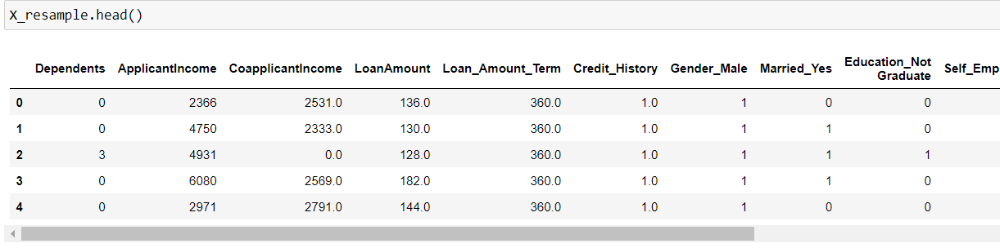 X_resample.head()
Dependents ApplicantIncome CoapplicantIncome LoanAmount Loan_Amount_Term Credit_History Gender_Male Married_Yes Education_Not Graduate Self_Emp
0 0 2366 2531.0 136.0 360.0 1.0 1 0 0
1 0 4750 2333.0 130.0 360.0 1.0 1 1 0
2 3 4931 0.0 128.0 360.0 1.0 1 1 1
3 0 6080 2569.0 182.0 360.0 1.0 1 1 0
4 0 2971 2791.0 144.0 360.0 1.0 1 0 0